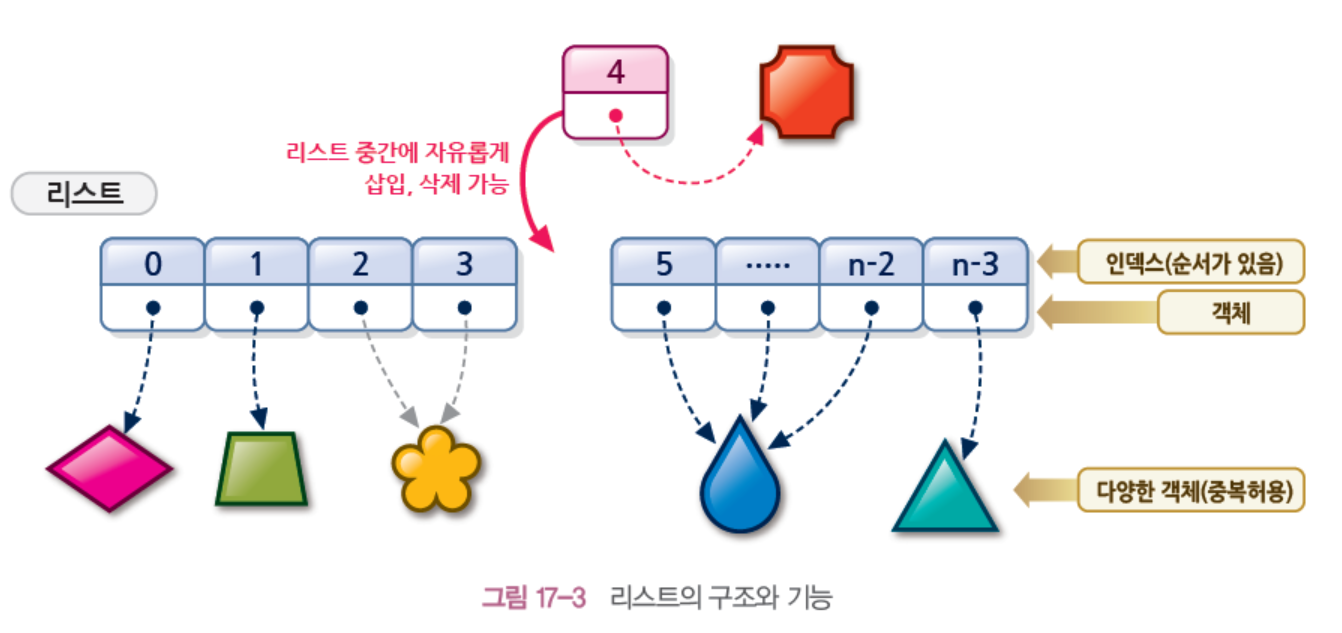 4
리스트 중간에 자유롭게
삽입, 삭제 가능
리스트
0 1 2 3 5 ····· n-2 n-3
인덱스(순서가 있음)
객체
다양한 객체(중복허용)
그림 17-3 리스트의 구조와 기능